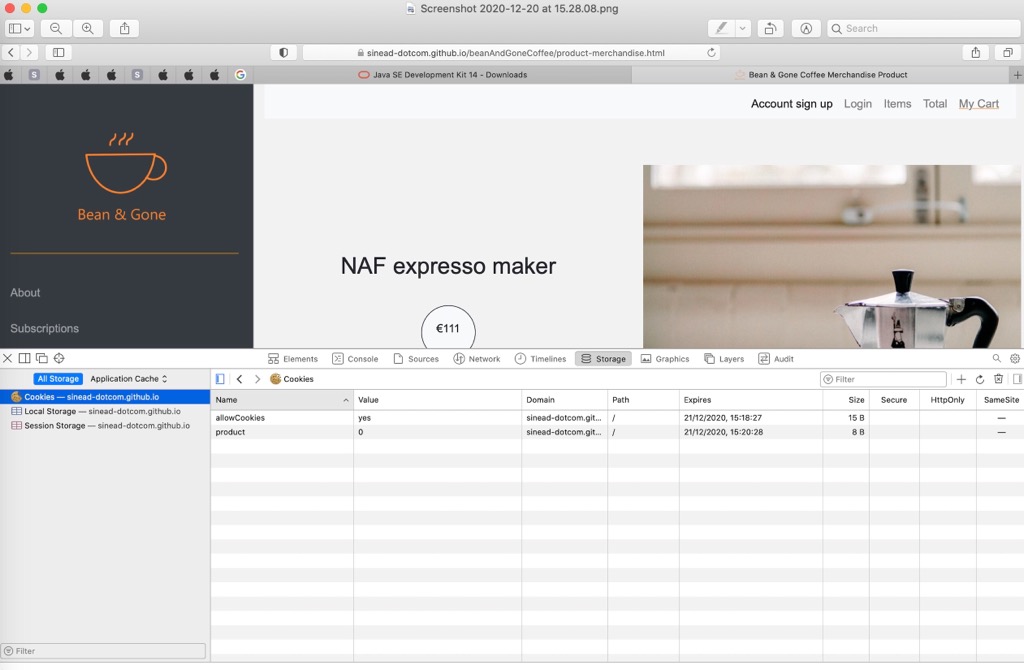 Screenshot 2020-12-20 at 15.28.08.png
Search
sinead-dotcom.github.io/beanAndGoneCoffee/product-merchandise.html
S
S
G
Java SE Development Kit 14 - Downloads
Bean & Gone Coffee Merchandise Product
Account sign up Login Items Total My Cart
Bean & Gone
NAF expresso maker
€111
About
Subscriptions
Elements Console Sources Network Timelines Storage Graphics Layers Audit
All Storage Application Cache
Cookies
Filter
Cookies — sinead-dotcom.github.io
Local Storage — sinead-dotcom.github.io
Session Storage — sinead-dotcom.github.io
Name Value Domain Path Expires Size Secure HttpOnly SameSite
allowCookies yes sinead-dotcom.git... / 21/12/2020, 15:18:27 15 B —
product 0 sinead-dotcom.git... / 21/12/2020, 15:20:28 8 B —
Filter